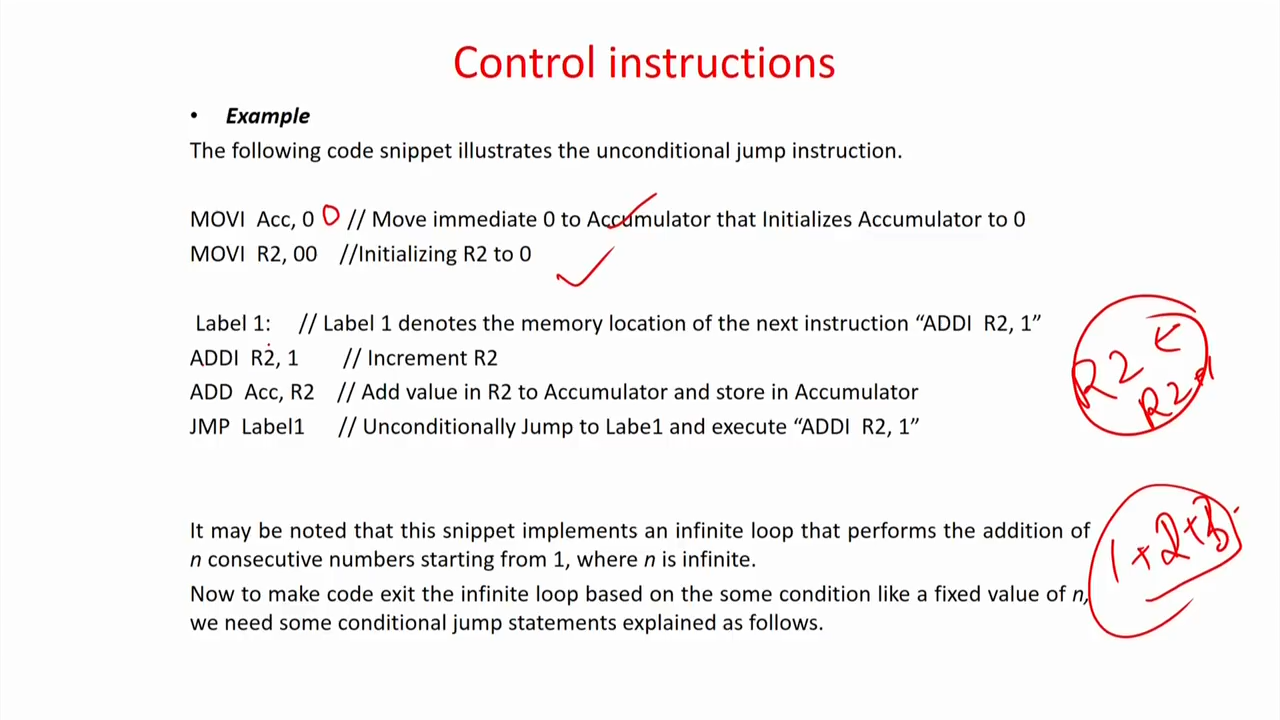 Control instructions
• Example
The following code snippet illustrates the unconditional jump instruction.
MOVI Acc, 0 0 // Move immediate 0 to Accumulator that Initializes Accumulator to 0
MOVI R2, 00 //Initializing R2 to 0
Label 1: // Label 1 denotes the memory location of the next instruction “ADDI R2, 1”
ADDI R2, 1 // Increment R2
ADD Acc, R2 // Add value in R2 to Accumulator and store in Accumulator
JMP Label1 // Unconditionally Jump to Labe1 and execute “ADDI R2, 1”
R2 ←
R2
It may be noted that this snippet implements an infinite loop that performs the addition of
n consecutive numbers starting from 1, where n is infinite.
1+2+3
Now to make code exit the infinite loop based on the some condition like a fixed value of n,
we need some conditional jump statements explained as follows.